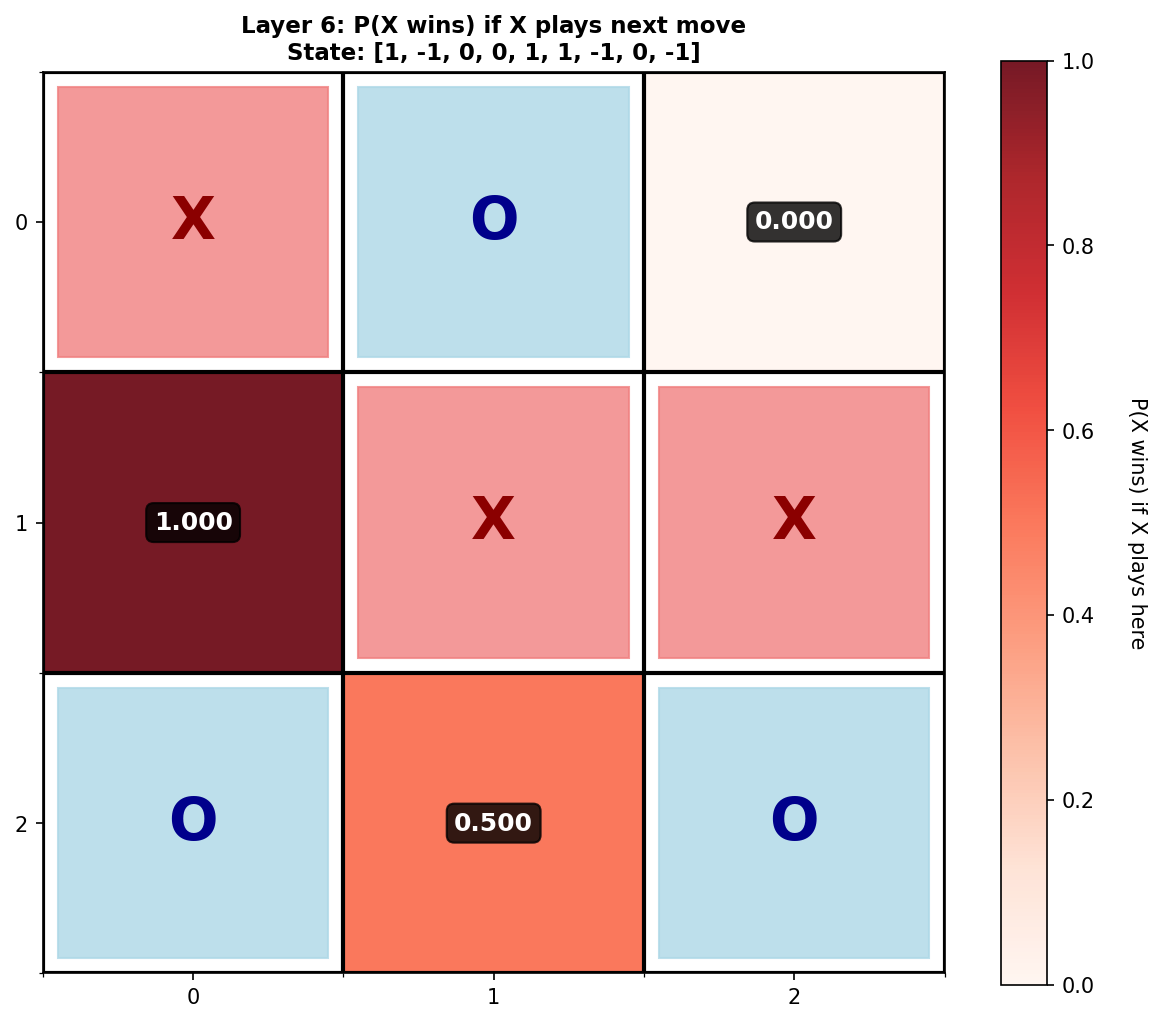 Layer 6: P(X wins) if X plays next move
State: [1, -1, 0, 0, 1, 1, -1, 0, -1]
0
X
O
0.000
1
1.000
X
X
2
O
0.500
O
0
1
2
1.0
0.8
0.6
0.4
0.2
0.0
P(X wins) if X plays here